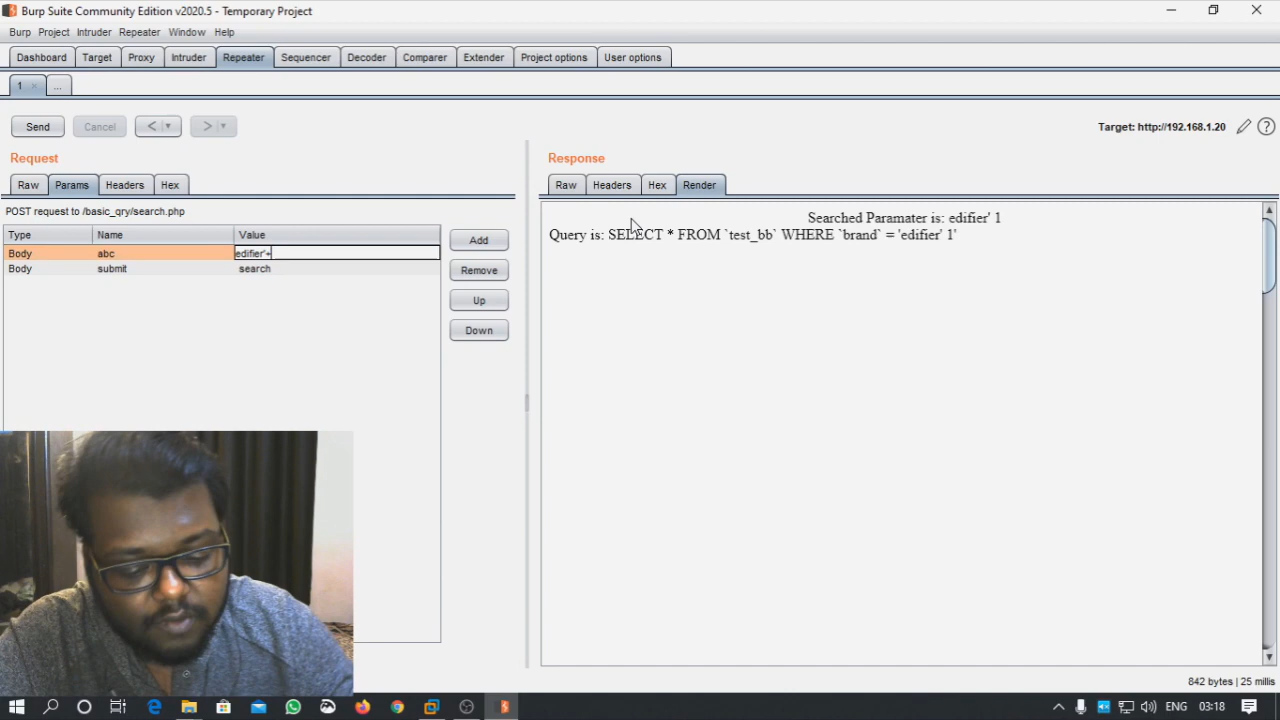 Burp Suite Community Edition v2020.5 - Temporary Project
Burp Project Intruder Repeater Window Help
Dashboard Target Proxy Intruder Repeater Sequencer Decoder Comparer Extender Project options User options
1 × ...
Send Cancel < > Target: http://192.168.1.20 ?
Request Response
Raw Params Headers Hex Raw Headers Hex Render
POST request to /basic_qry/search.php
Searched Paramater is: edifier' 1
Query is: SELECT * FROM `test_bb` WHERE `brand` = 'edifier' 1'
Type Name Value
Body abc edifier'+
Body submit search
Add
Remove
Up
Down
842 bytes | 25 millis
ENG 03:18